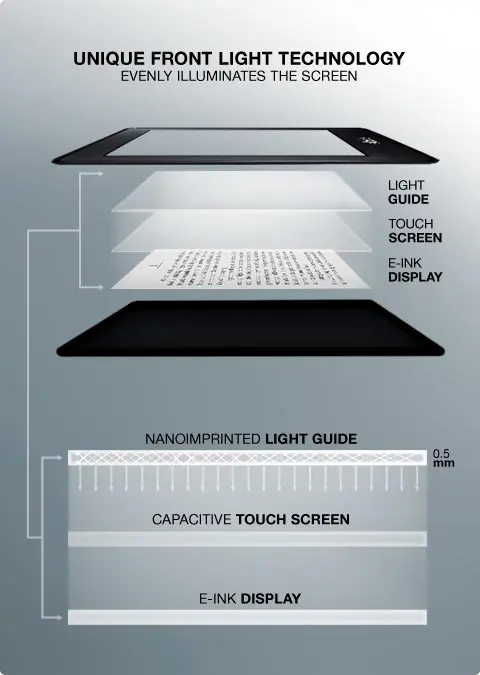 UNIQUE FRONT LIGHT TECHNOLOGY
EVENLY ILLUMINATES THE SCREEN
LIGHT
GUIDE
TOUCH
SCREEN
E-INK
DISPLAY
NANOIMPRINTED LIGHT GUIDE
0.5
mm
CAPACITIVE TOUCH SCREEN
E-INK DISPLAY